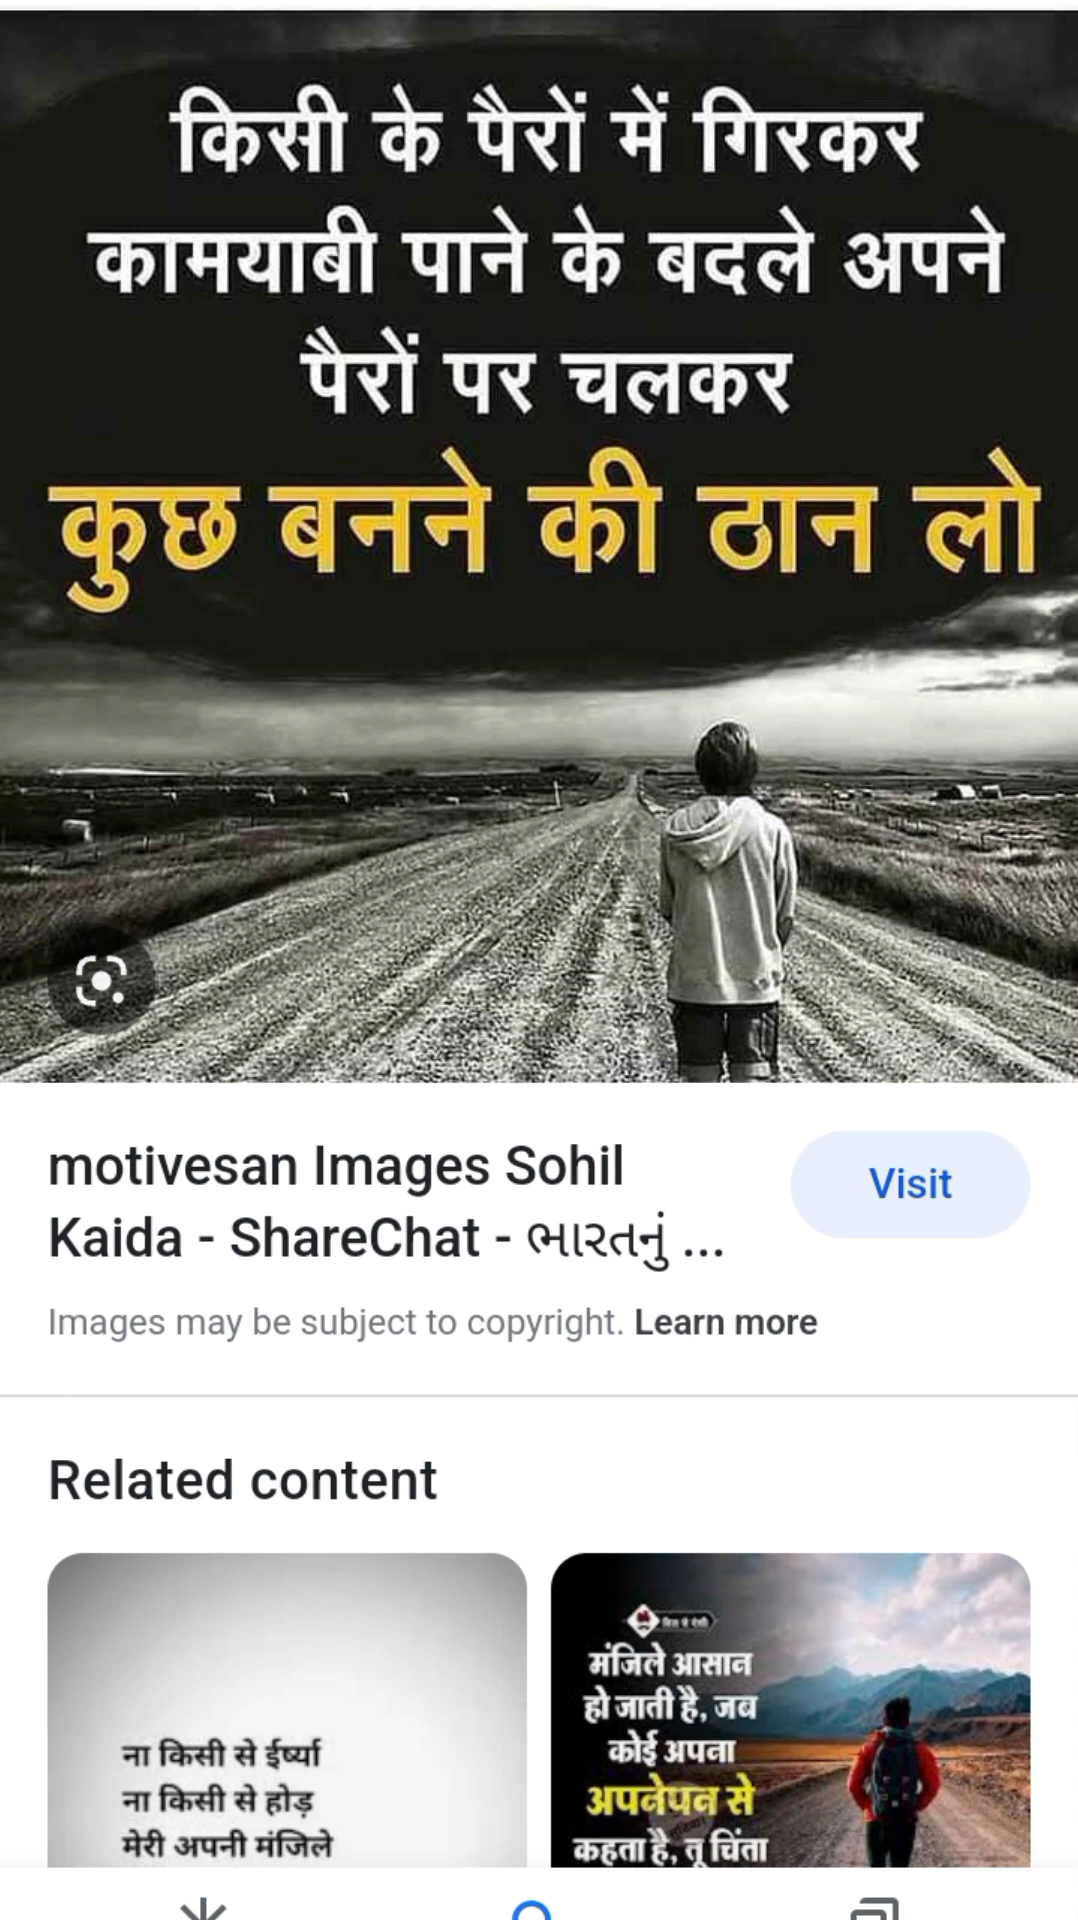 किसी के पैरों में गिरकर
कामयाबी पाने के बदले अपने
पैरों पर चलकर
कुछ बनने की ठान लो
motivesan Images Sohil
Kaida - ShareChat - ભારતનું ...
Visit
Images may be subject to copyright. Learn more
Related content
ना किसी से ईर्ष्या
ना किसी से होड़
मेरी अपनी मंजिले
मंजिले आसान
हो जाती है, जब
कोई अपना
अपनेपन से
कहता है, तू चिंता